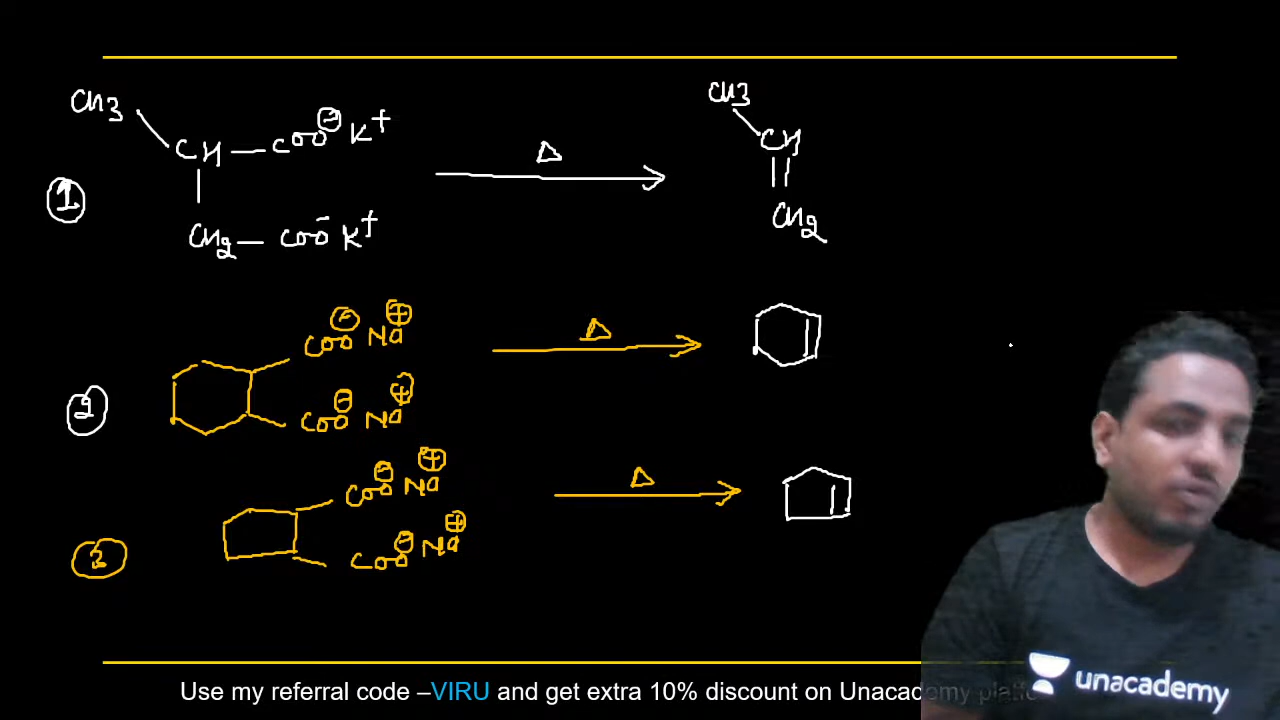 CH3 CH3
CH — COO⊖ K+ Δ CH
1
CH2 — COO- K+ CH2
COO⊖ Na⊕ Δ
2 COO⊖ Na⊕
COO⊖ Na⊕ Δ
3 COO⊖ Na⊕
Use my referral code –VIRU and get extra 10% discount on Unacademy platfo
unacademy